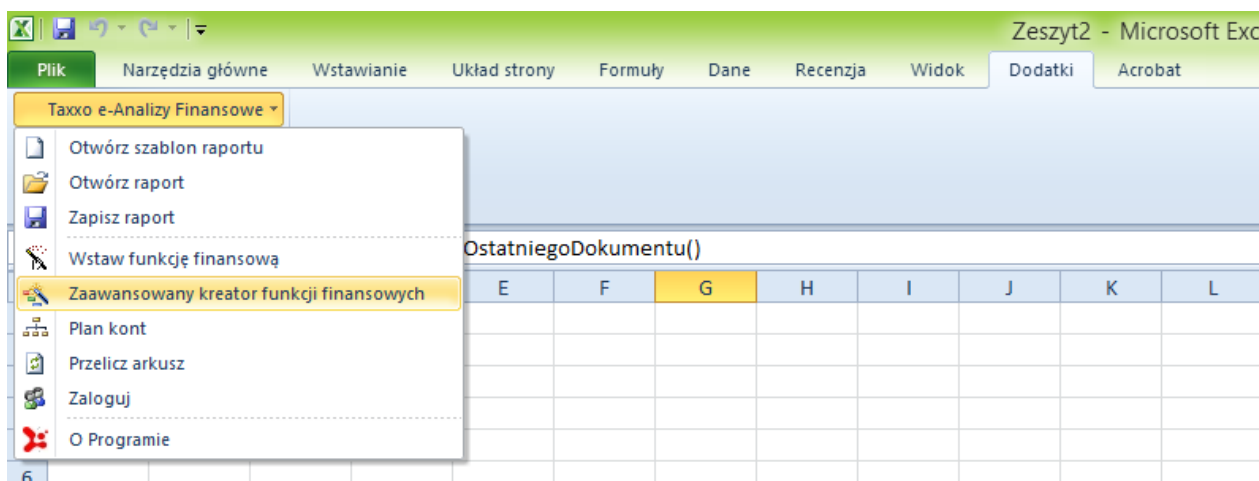 Zeszyt2 - Microsoft Exc
Plik Narzędzia główne Wstawianie Układ strony Formuły Dane Recenzja Widok Dodatki Acrobat
Taxxo e-Analizy Finansowe
Otwórz szablon raportu
Otwórz raport
Zapisz raport
Wstaw funkcję finansową
OstatniegoDokumentu()
Zaawansowany kreator funkcji finansowych
E F G H I J K L
Plan kont
Przelicz arkusz
Zaloguj
O Programie
6